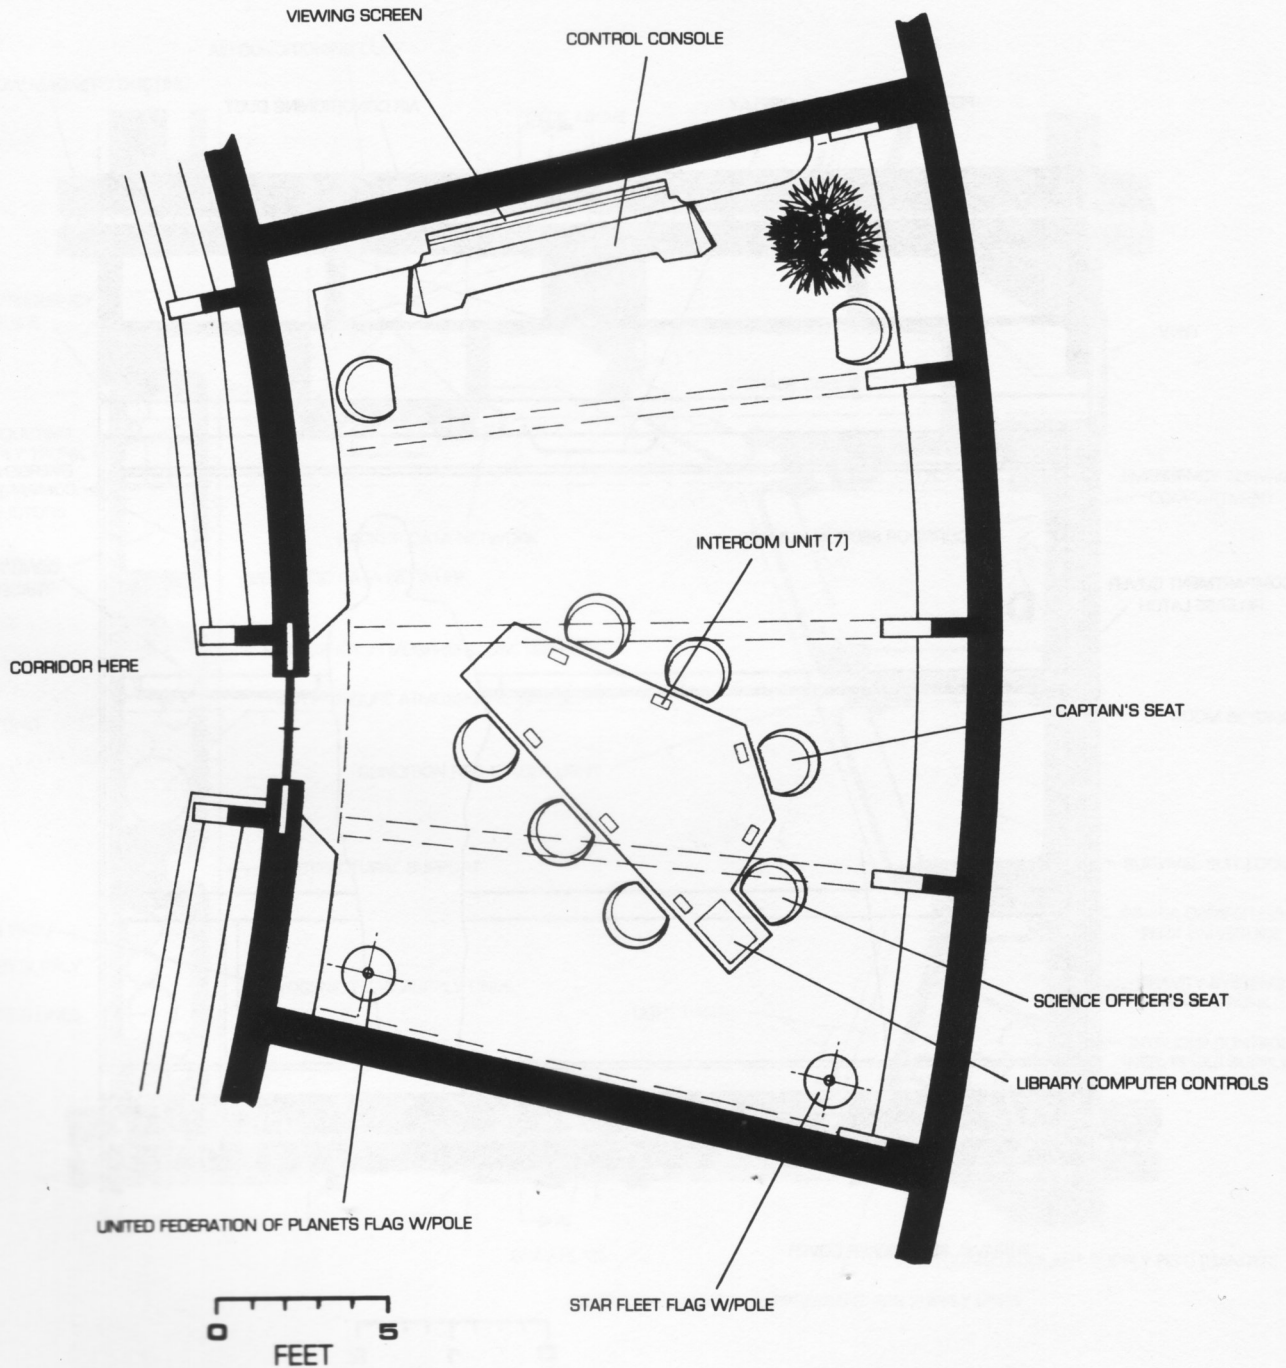 VIEWING SCREEN
CONTROL CONSOLE
INTERCOM UNIT (7)
CORRIDOR HERE
CAPTAIN'S SEAT
SCIENCE OFFICER'S SEAT
LIBRARY COMPUTER CONTROLS
UNITED FEDERATION OF PLANETS FLAG W/POLE
STAR FLEET FLAG W/POLE
0 5
FEET